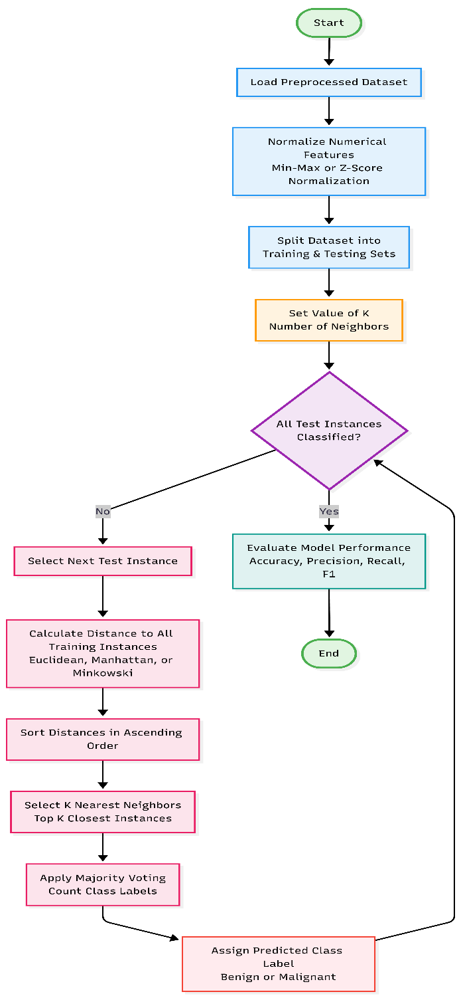 Start
Load Preprocessed Dataset
Normalize Numerical
Features
Min-Max or Z-Score
Normalization
Split Dataset into
Training & Testing Sets
Set Value of K
Number of Neighbors
All Test Instances
Classified?
No
Yes
Select Next Test Instance
Evaluate Model Performance
Accuracy, Precision, Recall,
F1
Calculate Distance to All
Training Instances
Euclidean, Manhattan, or
Minkowski
End
Sort Distances in Ascending
Order
Select K Nearest Neighbors
Top K Closest Instances
Apply Majority Voting
Count Class Labels
Assign Predicted Class
Label
Benign or Malignant